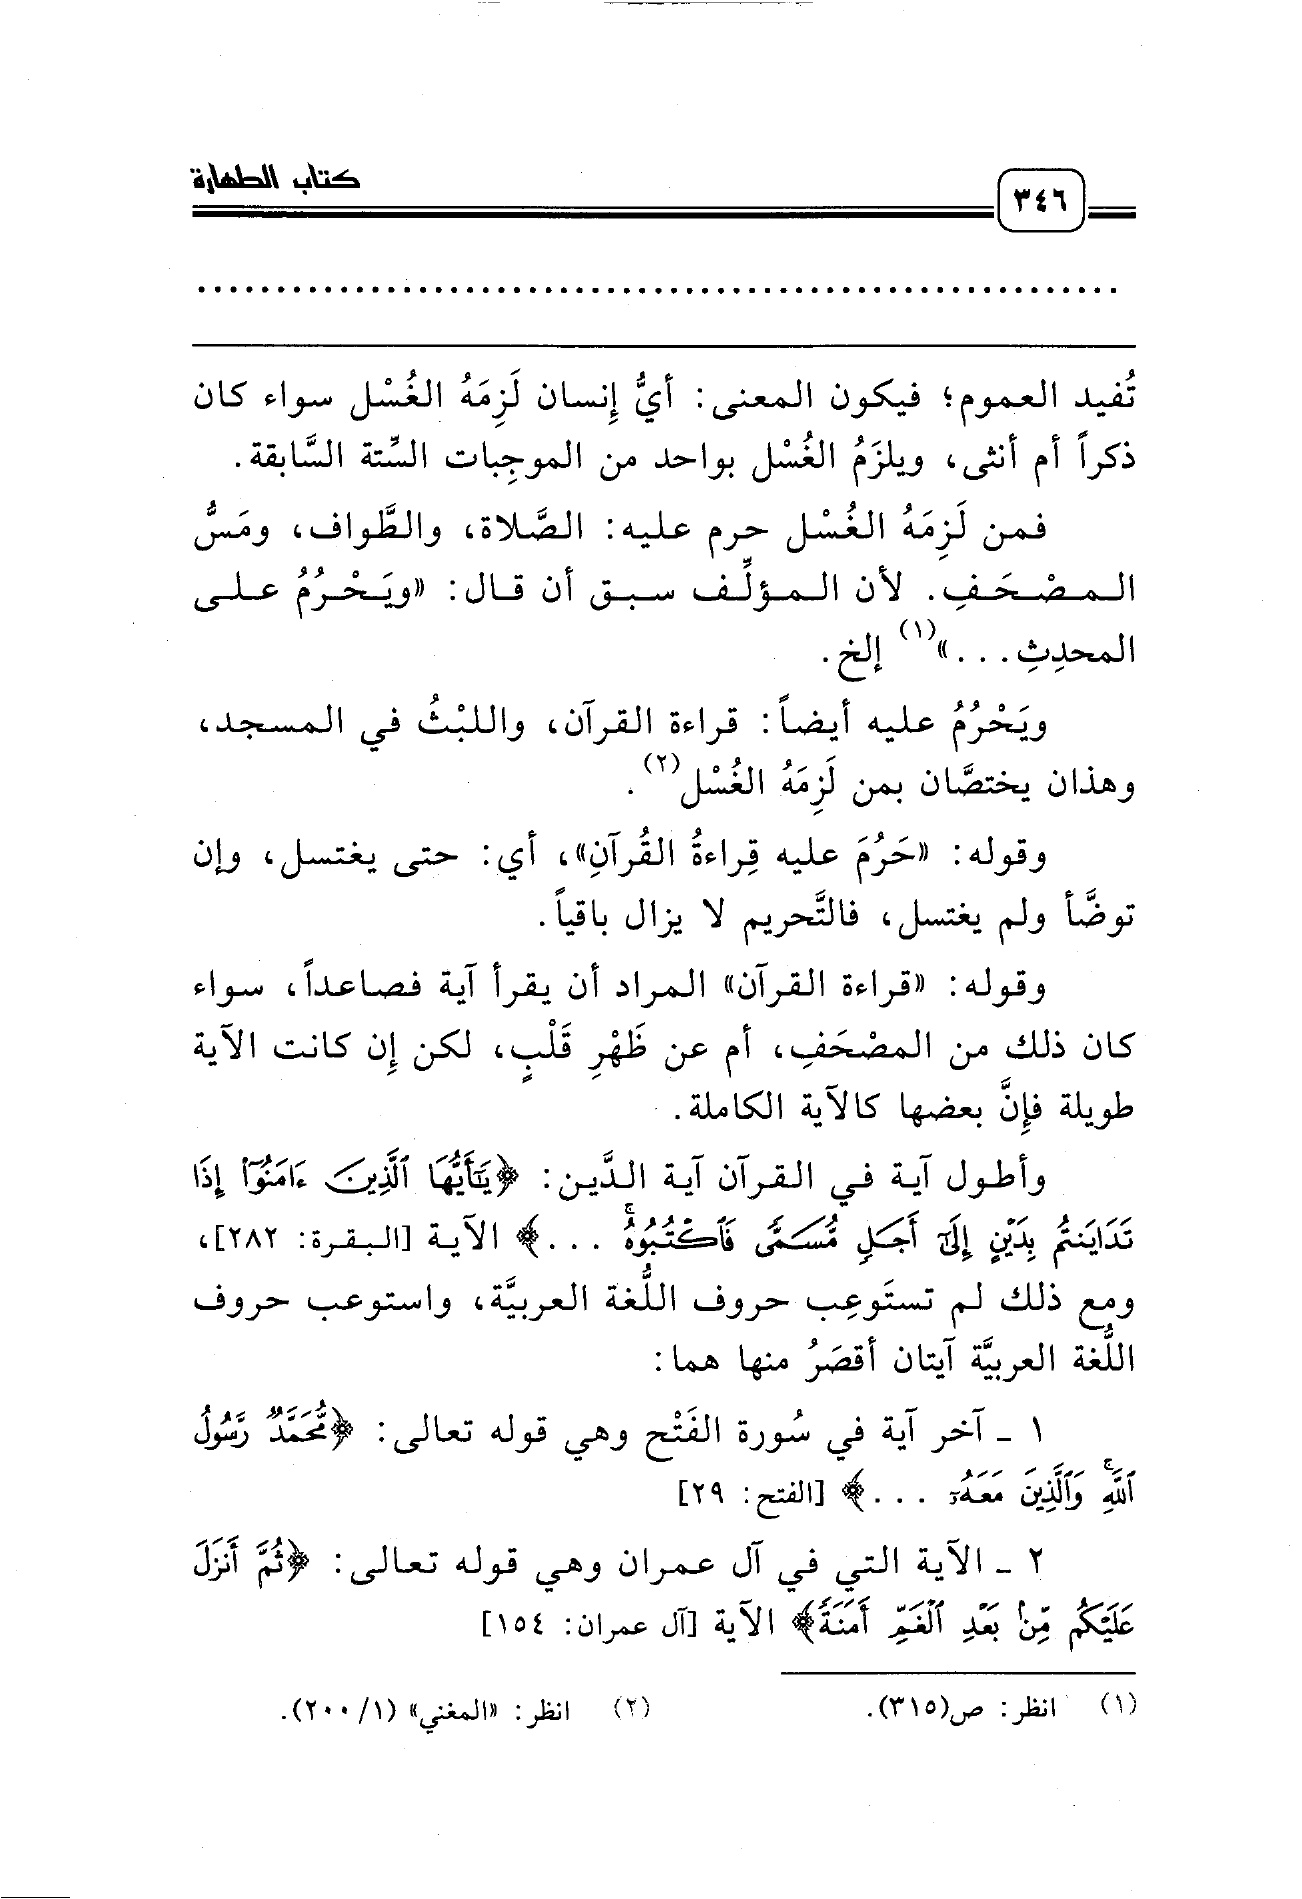 ٣٤٦
كتاب الطهارة
............................................................
تُفيد العموم؛ فيكون المعنى: أيُّ إِنسان لَزِمَهُ الغُسْل سواء كان
ذكراً أم أنثى، ويلزَمُ الغُسْل بواحد من الموجِبات السِّتة السَّابقة.
فمن لَزِمَهُ الغُسْل حرم عليه: الصَّلاة، والطَّواف، ومَسُّ
المصْحَفِ. لأن المؤلِّف سبق أن قال: «ويَحْرُمُ على
المحدِثِ...»(١) إلخ.
ويَحْرُمُ عليه أيضاً: قراءة القرآن، واللبْثُ في المسجد،
وهذان يختصَّان بمن لَزِمَهُ الغُسْل(٢).
وقوله: «حَرُمَ عليه قِراءةُ القُرآنِ»، أي: حتى يغتسل، وإن
توضَّأ ولم يغتسل، فالتَّحريم لا يزال باقياً.
وقوله: «قراءة القرآن» المراد أن يقرأ آية فصاعداً، سواء
كان ذلك من المصْحَفِ، أم عن ظَهْرِ قَلْبٍ، لكن إن كانت الآية
طويلة فإِنَّ بعضها كالآية الكاملة.
وأطول آية في القرآن آية الدَّين: ﴿يَٰٓأَيُّهَا ٱلَّذِينَ ءَامَنُوٓا۟ إِذَا
تَدَايَنتُم بِدَيْنٍ إِلَىٰٓ أَجَلٍ مُّسَمًّى فَٱكْتُبُوهُ ۚ ...﴾ الآية [البقرة: ٢٨٢]،
ومع ذلك لم تستَوعِب حروف اللُّغة العربيَّة، واستوعب حروف
اللُّغة العربيَّة آيتان أقصَرُ منها هما:
١ ـ آخر آية في سُورة الفَتْح وهي قوله تعالى: ﴿مُّحَمَّدٌ رَّسُولُ
ٱللَّهِ ۚ وَٱلَّذِينَ مَعَهُۥٓ ...﴾ [الفتح: ٢٩]
٢ ـ الآية التي في آل عمران وهي قوله تعالى: ﴿ثُمَّ أَنزَلَ
عَلَيْكُم مِّنۢ بَعْدِ ٱلْغَمِّ أَمَنَةً﴾ الآية [آل عمران: ١٥٤]
(١) انظر: ص(٣١٥).
(٢) انظر: «المغني» (١/ ٢٠٠).